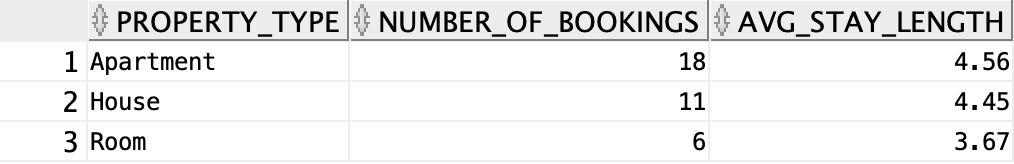 PROPERTY_TYPE NUMBER_OF_BOOKINGS AVG_STAY_LENGTH
1 Apartment 18 4.56
2 House 11 4.45
3 Room 6 3.67